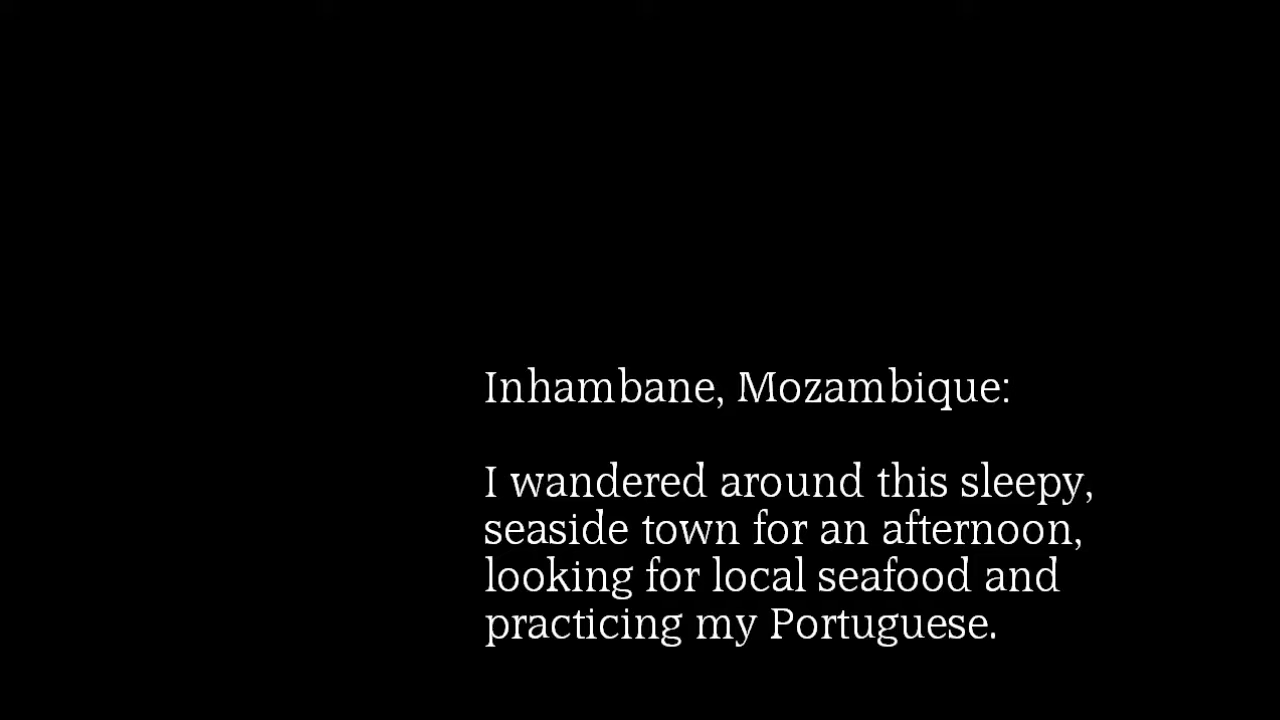 Inhambane, Mozambique:
I wandered around this sleepy,
seaside town for an afternoon,
looking for local seafood and
practicing my Portuguese.